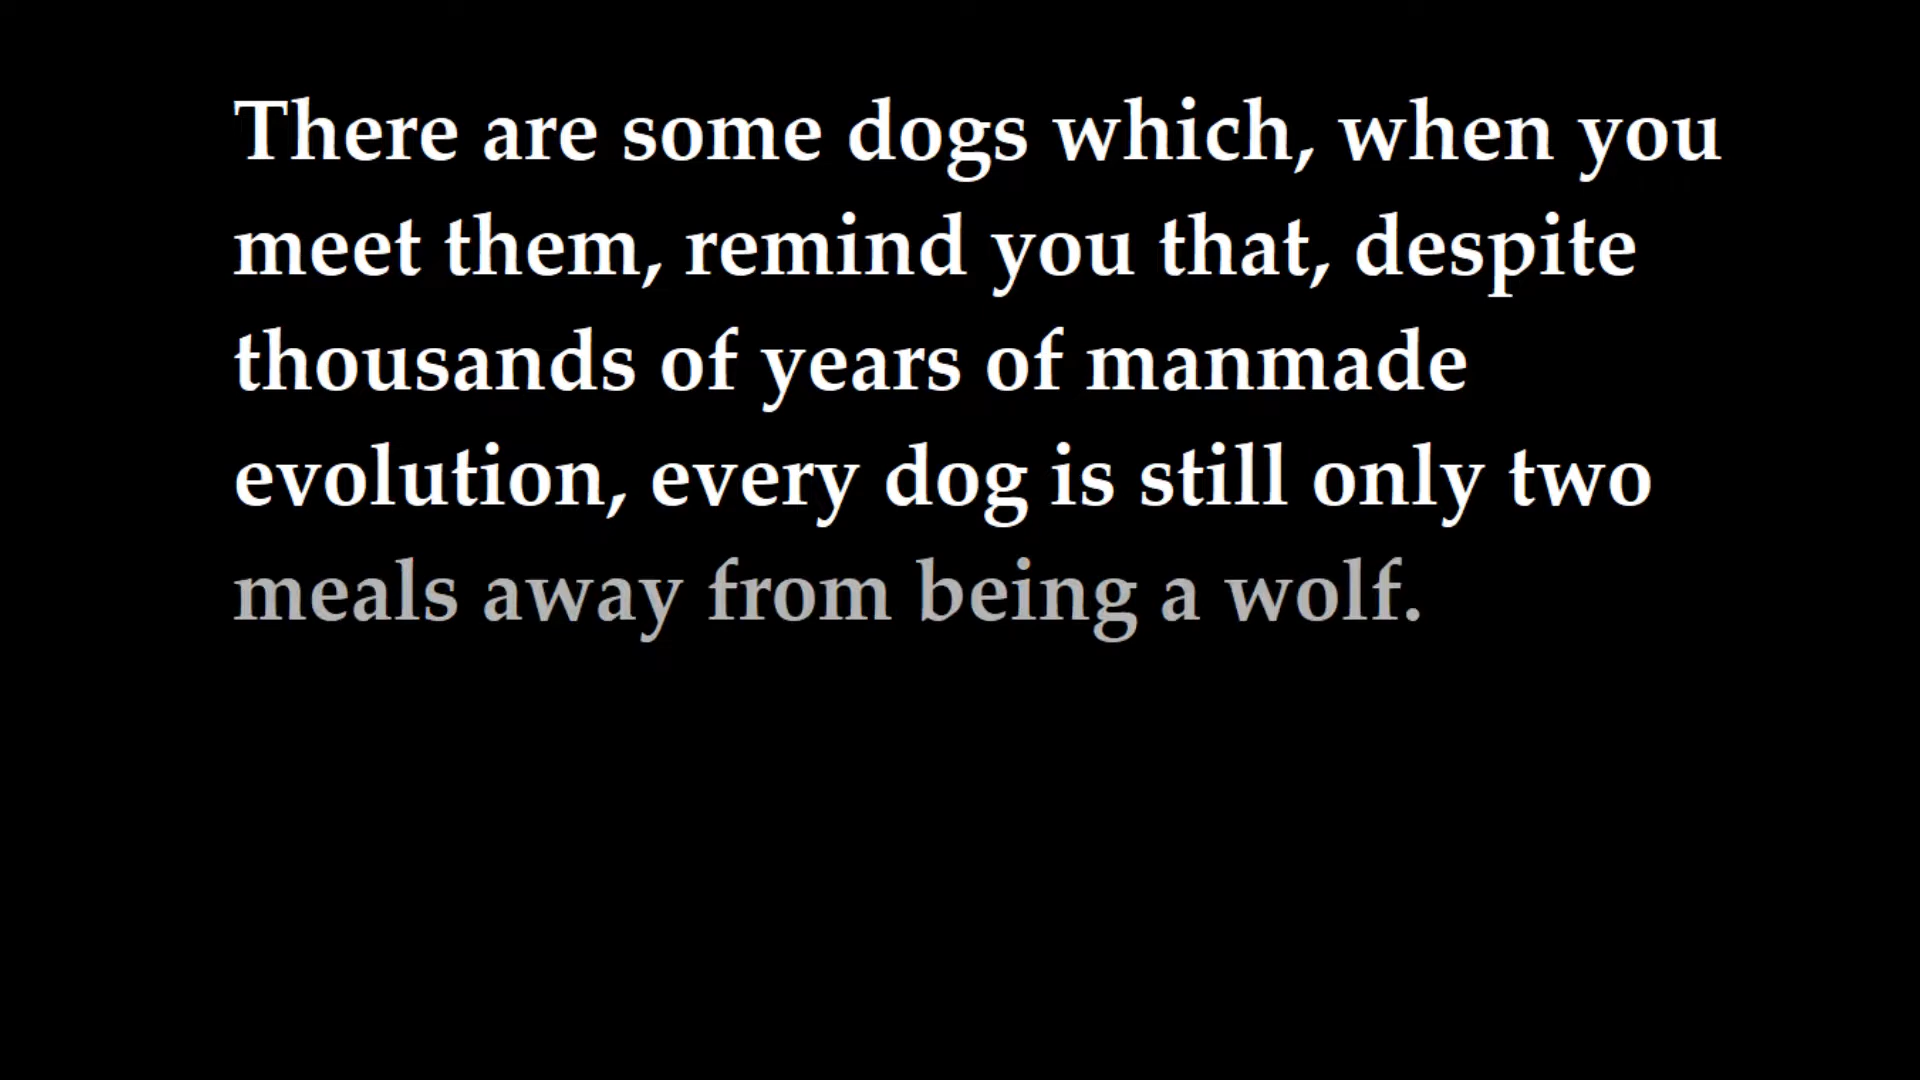 There are some dogs which, when you
meet them, remind you that, despite
thousands of years of manmade
evolution, every dog is still only two
meals away from being a wolf.